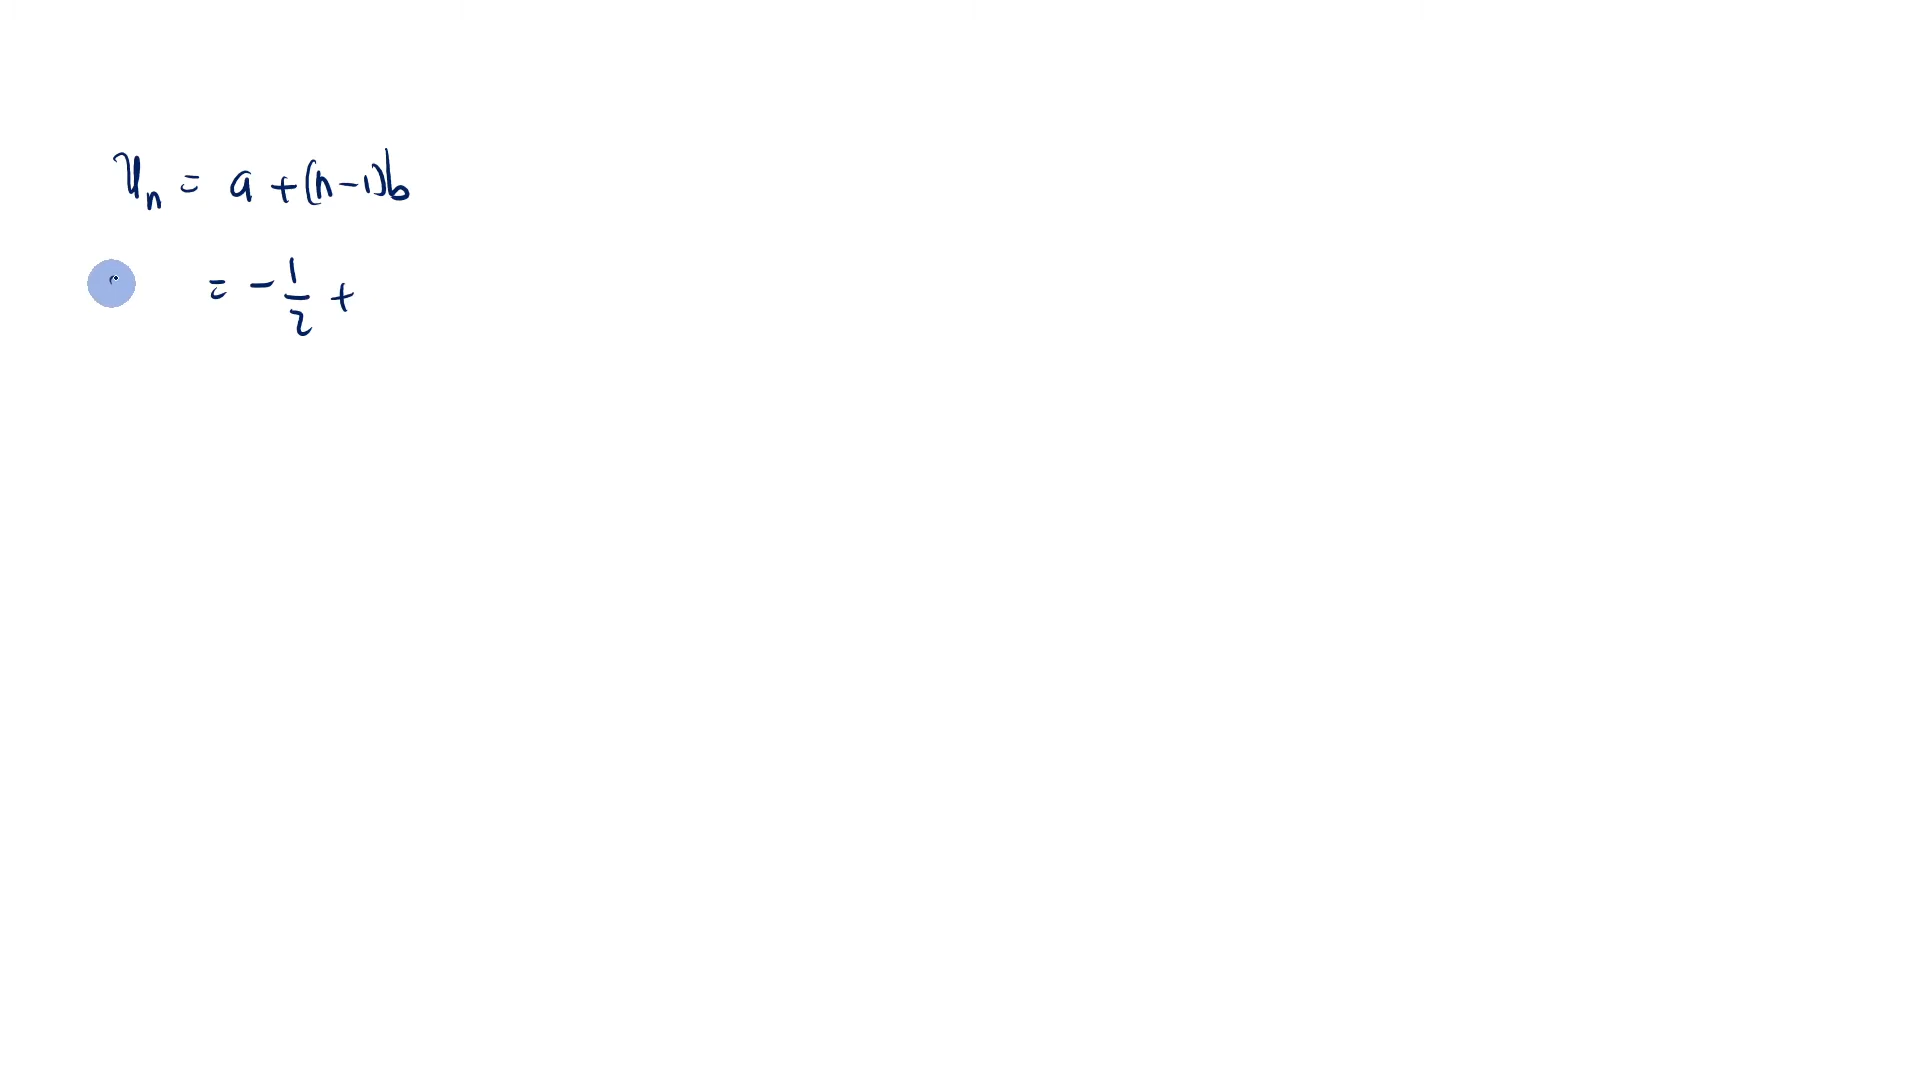 Un = a + (n-1)b
= - 1/2 +